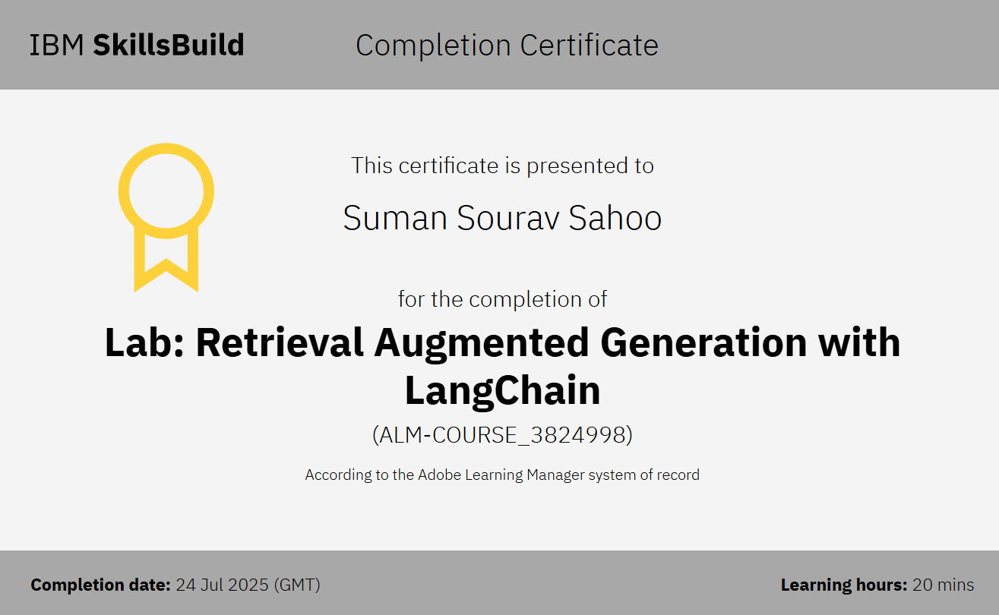 IBM SkillsBuild
Completion Certificate
This certificate is presented to
Suman Sourav Sahoo
for the completion of
Lab: Retrieval Augmented Generation with
LangChain
(ALM-COURSE_3824998)
According to the Adobe Learning Manager system of record
Completion date: 24 Jul 2025 (GMT)
Learning hours: 20 mins